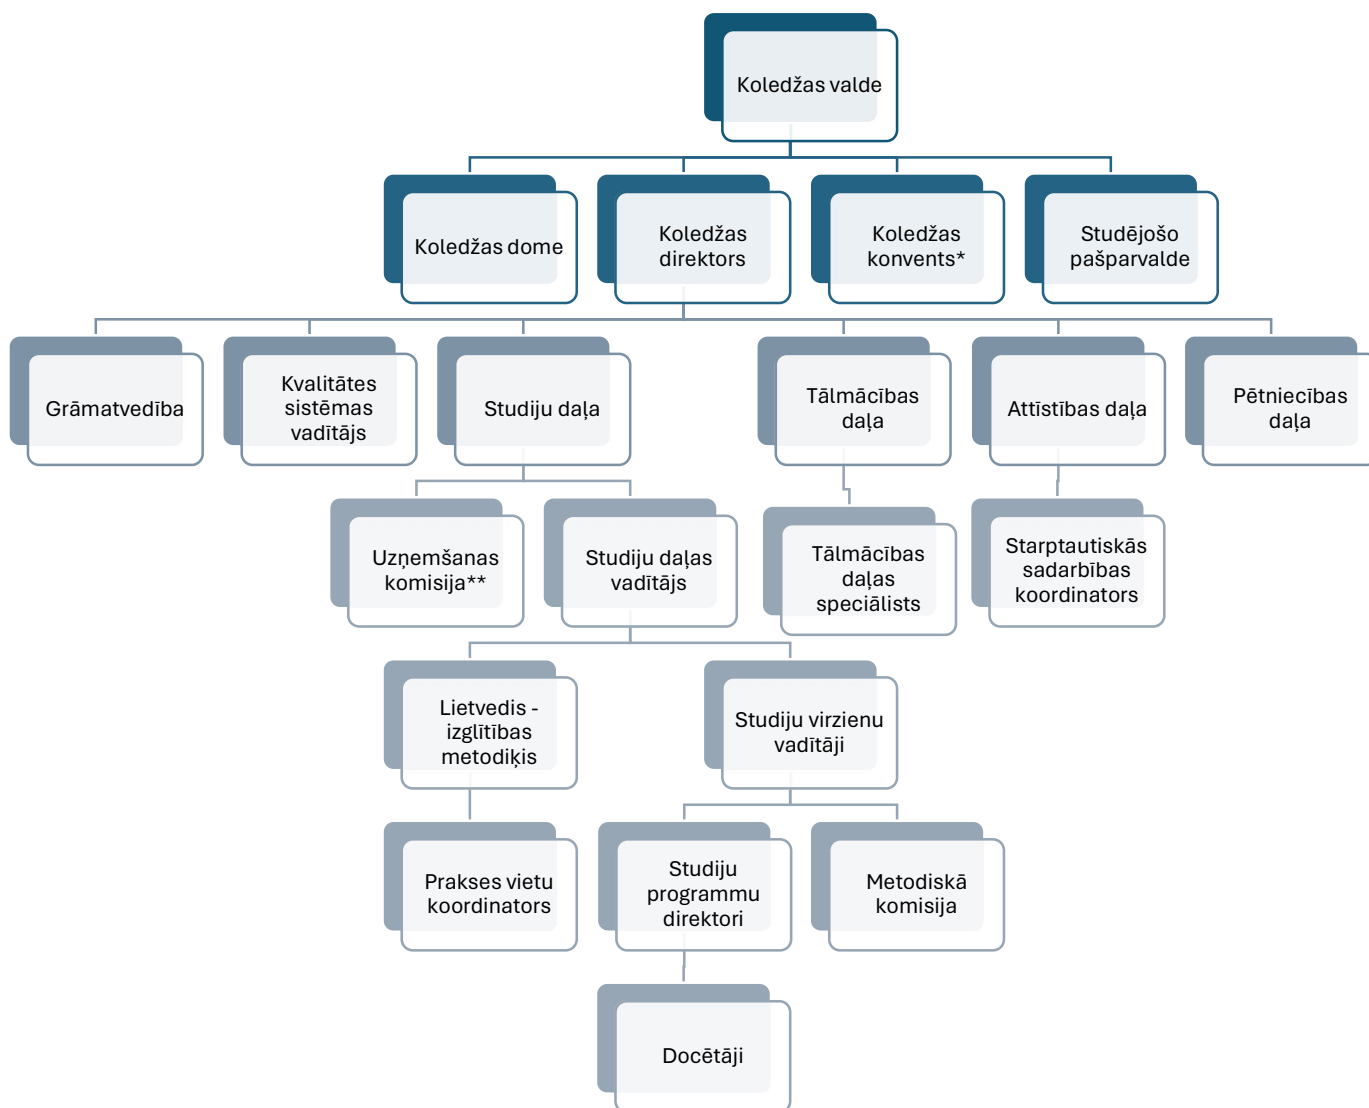 Koledžas valde
Koledžas dome
Koledžas
direktors
Koledžas
konvents*
Studējošo
pašparvalde
Grāmatvedība
Kvalitātes
sistēmas
vadītājs
Studiju daļa
Tālmācības
daļa
Attīstības daļa
Pētniecības
daļa
Uzņemšanas
komisija**
Studiju daļas
vadītājs
Tālmācības
daļas
speciālists
Starptautiskās
sadarbības
koordinators
Lietvedis -
izglītības
metodiķis
Studiju virzienu
vadītāji
Prakses vietu
koordinators
Studiju
programmu
direktori
Metodiskā
komisija
Docētāji